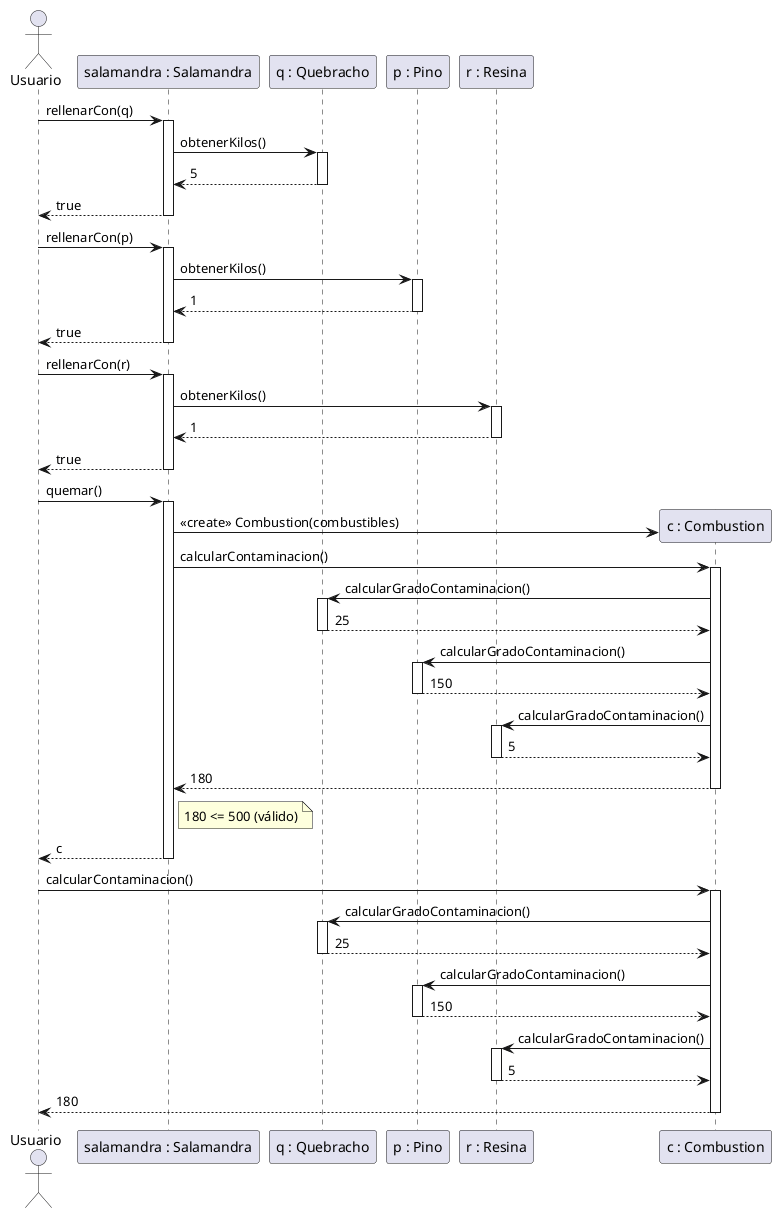 Usuario
salamandra : Salamandra
q : Quebracho
p : Pino
r : Resina
rellenarCon(q)
obtenerKilos()
5
true
rellenarCon(p)
obtenerKilos()
1
true
rellenarCon(r)
obtenerKilos()
1
true
quemar()
«create» Combustion(combustibles)
c : Combustion
calcularContaminacion()
calcularGradoContaminacion()
25
calcularGradoContaminacion()
150
calcularGradoContaminacion()
5
180
180 <= 500 (válido)
c
calcularContaminacion()
calcularGradoContaminacion()
25
calcularGradoContaminacion()
150
calcularGradoContaminacion()
5
180
Usuario
salamandra : Salamandra
q : Quebracho
p : Pino
r : Resina
c : Combustion